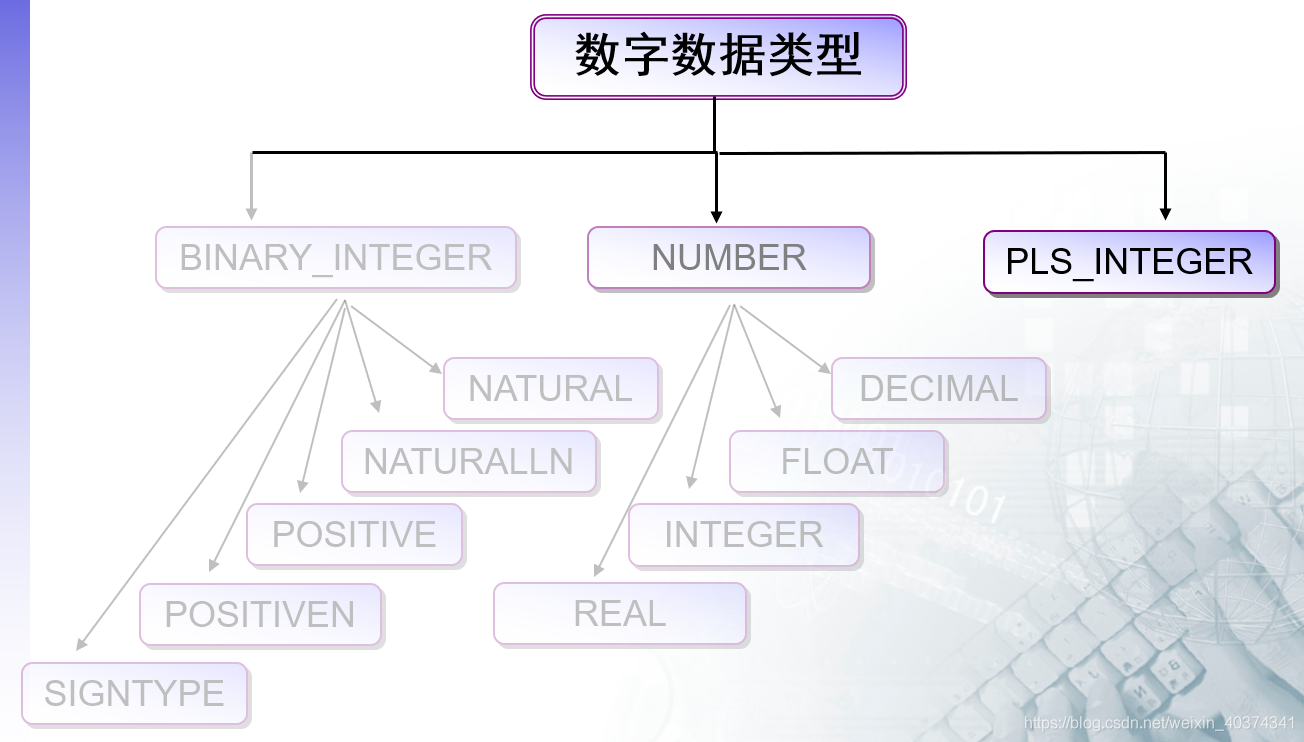 数字数据类型
BINARY_INTEGER
NUMBER
PLS_INTEGER
NATURAL
DECIMAL
NATURALLN
FLOAT
POSITIVE
INTEGER
POSITIVEN
REAL
SIGNTYPE
https://blog.csdn.net/weixin_40374341